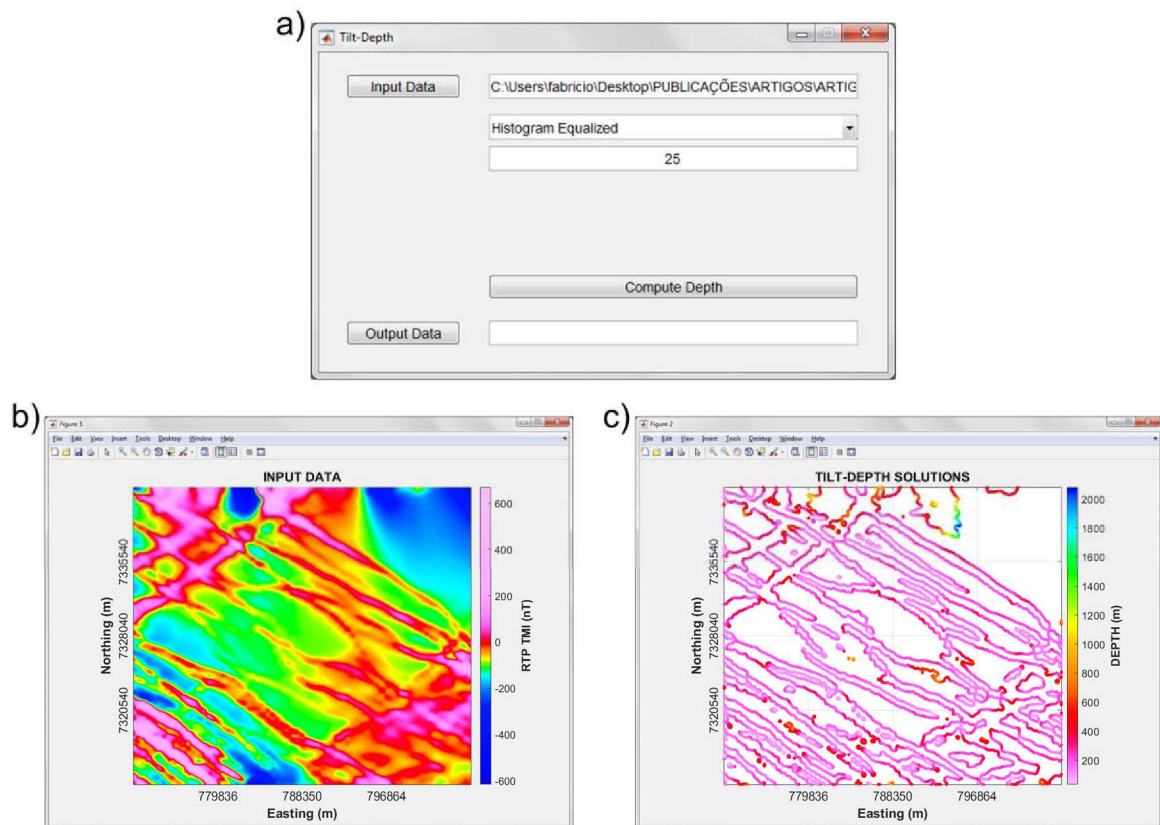 a)
Tilt-Depth
Input Data
C:\Users\fabricio\Desktop\PUBLICAÇÕES\ARTIGOS\ARTIG
Histogram Equalized
25
Compute Depth
Output Data
b)
Figure 3
File Edit View Insert Tools Desktop Window Help
INPUT DATA
Northing (m)
7335540
7328040
7320540
779836 788350 796864
Easting (m)
600
400
200
0
-200
-400
-600
RTP TMI (nT)
c)
Figure 2
File Edit View Insert Tools Desktop Window Help
TILT-DEPTH SOLUTIONS
Northing (m)
7335540
7328040
7320540
779836 788350 796864
Easting (m)
2000
1800
1600
1400
1200
1000
800
600
400
200
DEPTH (m)